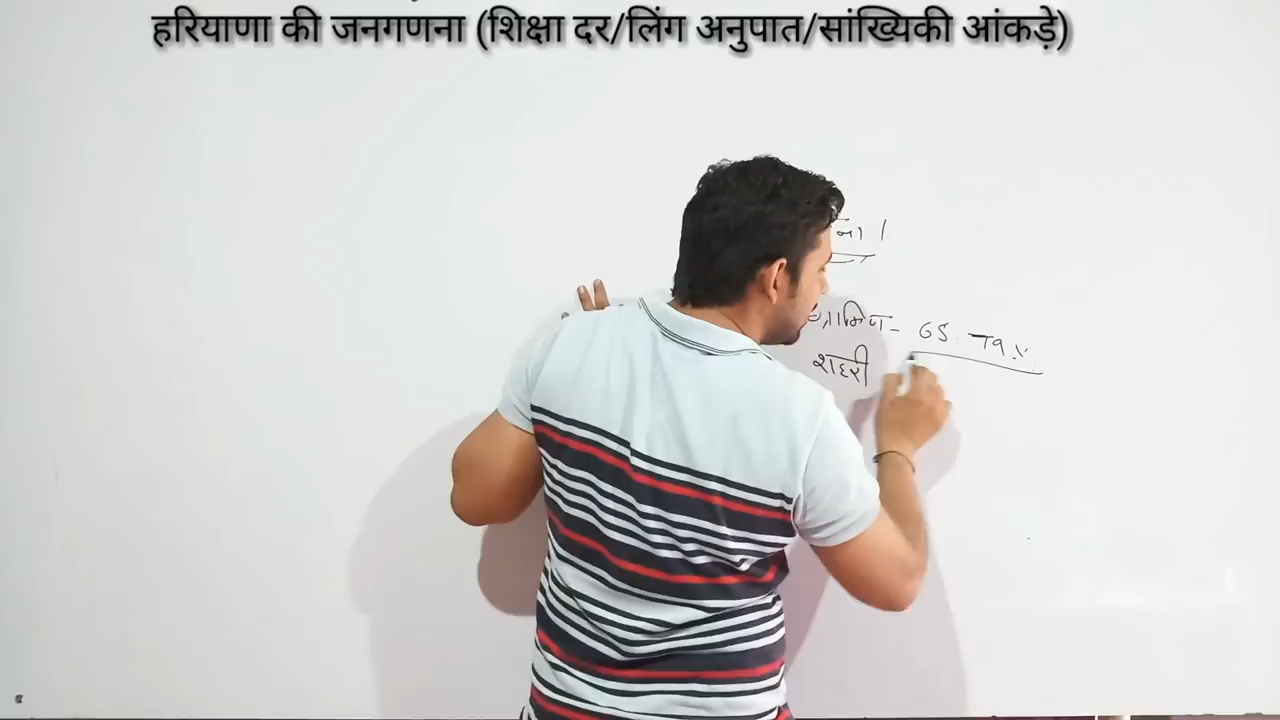 हरियाणा की जनगणना (शिक्षा दर/लिंग अनुपात/सांख्यिकी आंकड़े)
ग्रामिण - 65.79%
शहरी